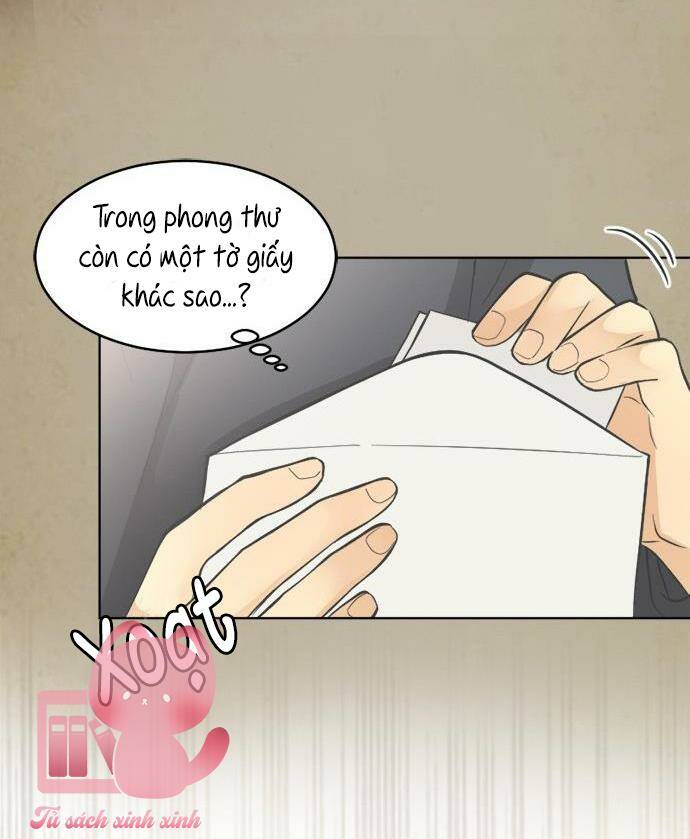 Trong phong thư
còn có một tờ giấy
khác sao...?
Xoạt
Tủ sách xinh xinh